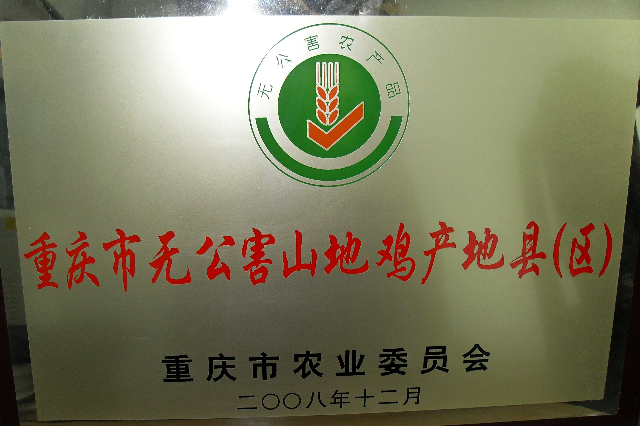 无公害农产品
重庆市无公害山地鸡产地县(区)
重庆市农业委员会
二〇〇八年十二月